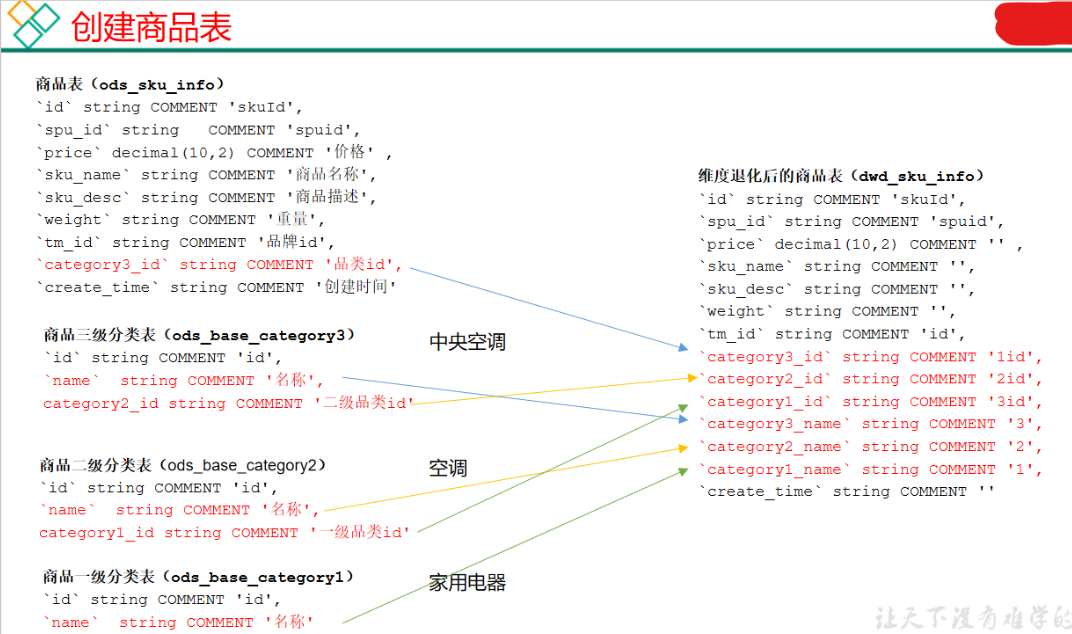 创建商品表
商品表（ods_sku_info）
`id` string COMMENT 'skuId',
`spu_id` string   COMMENT 'spuid',
`price` decimal(10,2) COMMENT '价格' ,
`sku_name` string COMMENT '商品名称',
`sku_desc` string COMMENT '商品描述',
`weight` string COMMENT '重量',
`tm_id` string COMMENT '品牌id',
`category3_id` string COMMENT '品类id',
`create_time` string COMMENT '创建时间'
商品三级分类表（ods_base_category3）
`id` string COMMENT 'id',
`name`  string COMMENT '名称',
category2_id string COMMENT '二级品类id'
中央空调
商品二级分类表（ods_base_category2）
`id` string COMMENT 'id',
`name`  string COMMENT '名称',
category1_id string COMMENT '一级品类id'
空调
商品一级分类表（ods_base_category1）
`id` string COMMENT 'id',
`name`  string COMMENT '名称'
家用电器
维度退化后的商品表（dwd_sku_info）
`id` string COMMENT 'skuId',
`spu_id` string COMMENT 'spuid',
`price` decimal(10,2) COMMENT '' ,
`sku_name` string COMMENT '',
`sku_desc` string COMMENT '',
`weight` string COMMENT '',
`tm_id` string COMMENT 'id',
`category3_id` string COMMENT '1id',
`category2_id` string COMMENT '2id',
`category1_id` string COMMENT '3id',
`category3_name` string COMMENT '3',
`category2_name` string COMMENT '2',
`category1_name` string COMMENT '1',
`create_time` string COMMENT ''
让天下没有难学的